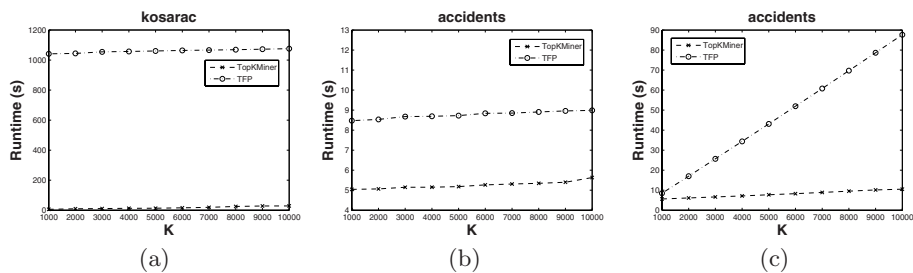 kosarac
1200
1000
800
600
400
200
0
Runtime (s)
TopKMiner
TFP
1000 2000 3000 4000 5000 6000 7000 8000 9000 10000
K
(a)
accidents
13
12
11
10
9
8
7
6
5
4
Runtime (s)
TopKMiner
TFP
1000 2000 3000 4000 5000 6000 7000 8000 9000 10000
K
(b)
accidents
90
80
70
60
50
40
30
20
10
0
Runtime (s)
TopKMiner
TFP
1000 2000 3000 4000 5000 6000 7000 8000 9000 10000
K
(c)